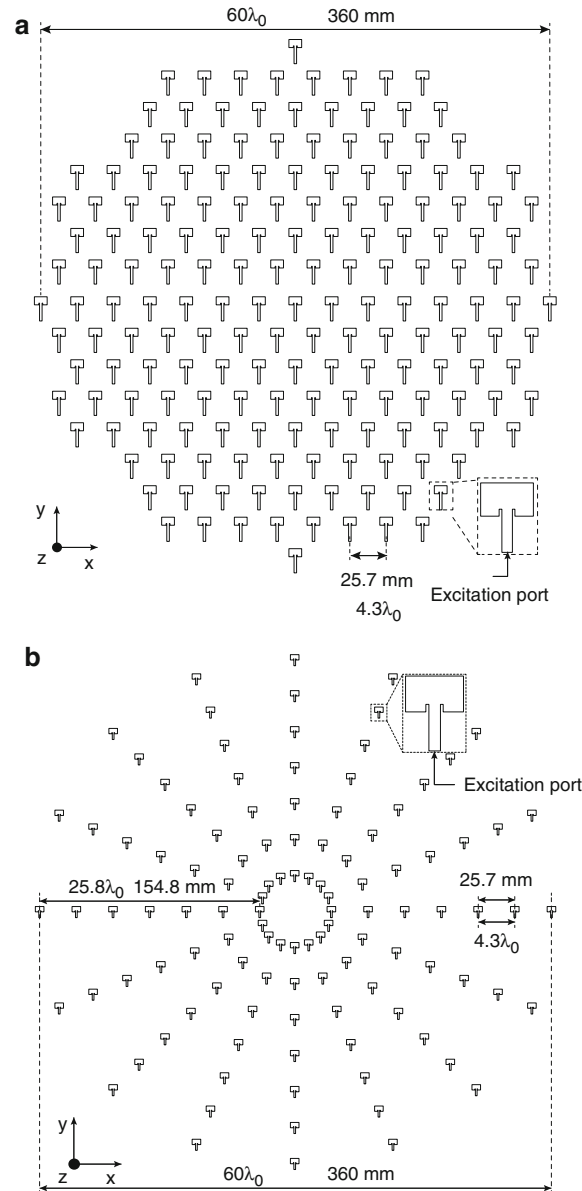 a
60λ0 360 mm
y
z
x
25.7 mm
4.3λ0
Excitation port
b
Excitation port
25.8λ0 154.8 mm
25.7 mm
4.3λ0
y
z
x
60λ0 360 mm